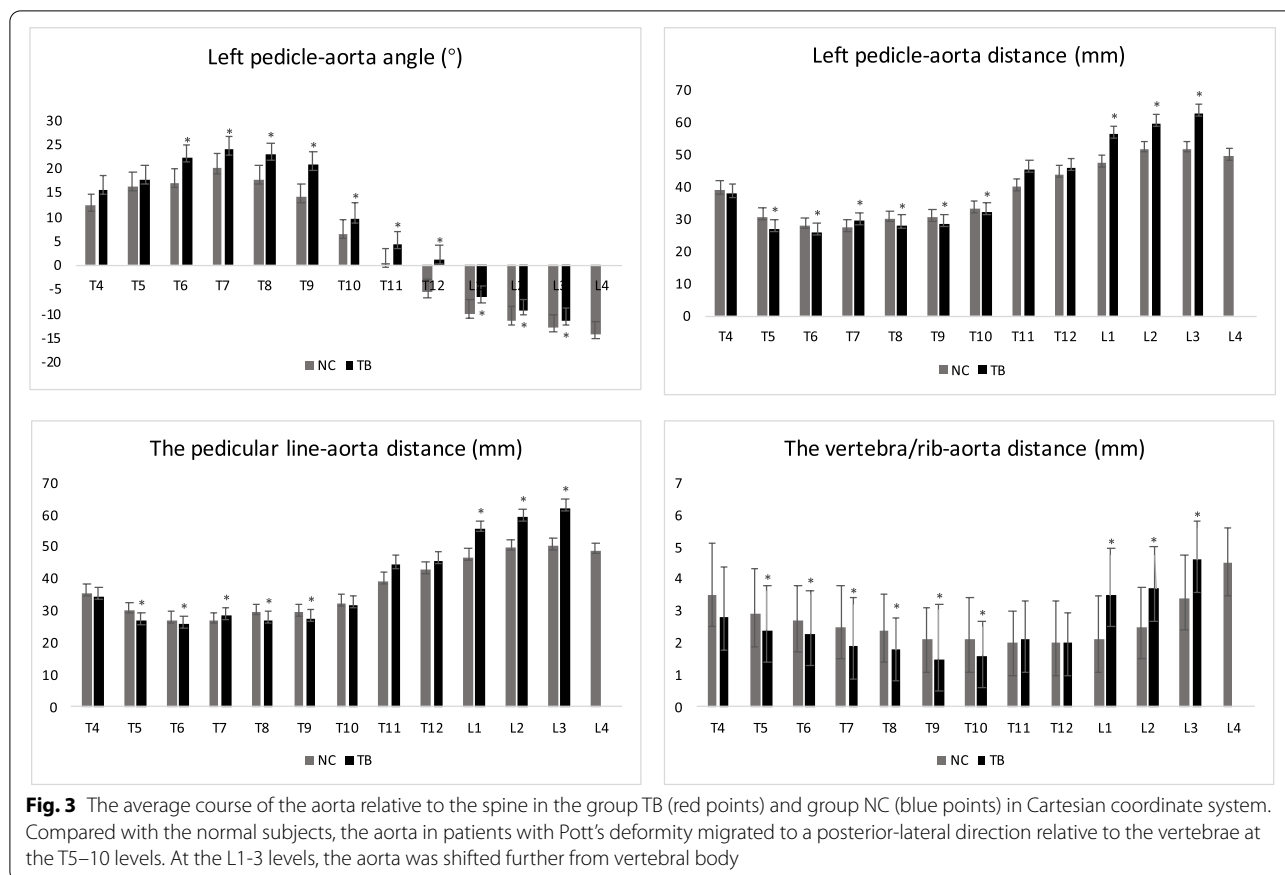 Left pedicle-aorta angle (°)
30
25
20
15
10
5
0
-5
-10
-15
-20
* * * * * * * * * *
T4 T5 T6 T7 T8 T9 T10 T11 T12 L1 L2 L3 L4
NC TB
Left pedicle-aorta distance (mm)
70
60
50
40
30
20
10
0
* * * * * * * * *
T4 T5 T6 T7 T8 T9 T10 T11 T12 L1 L2 L3 L4
NC TB
The pedicular line-aorta distance (mm)
70
60
50
40
30
20
10
0
* * * * * * * *
T4 T5 T6 T7 T8 T9 T10 T11 T12 L1 L2 L3 L4
NC TB
The vertebra/rib-aorta distance (mm)
7
6
5
4
3
2
1
0
* * * * * * * * *
T4 T5 T6 T7 T8 T9 T10 T11 T12 L1 L2 L3 L4
NC TB
Fig. 3 The average course of the aorta relative to the spine in the group TB (red points) and group NC (blue points) in Cartesian coordinate system.
Compared with the normal subjects, the aorta in patients with Pott's deformity migrated to a posterior-lateral direction relative to the vertebrae at
the T5–10 levels. At the L1-3 levels, the aorta was shifted further from vertebral body